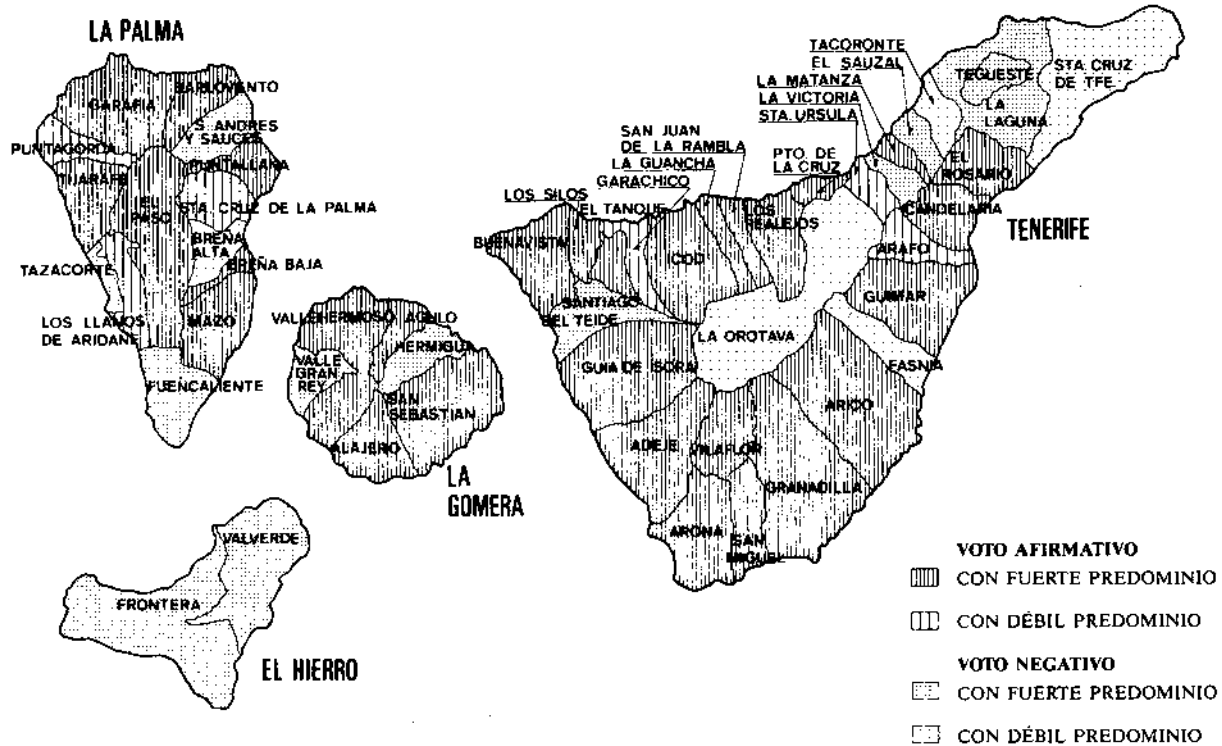 LA PALMA
BARLOVENTO
GARAFIA
S. ANDRES
Y SAUCES
PUNTAGORDA
PUNTALLANA
TIJARAFE
EL
PASO
STA. CRUZ DE LA PALMA
BREÑA
ALTA
BREÑA BAJA
TAZACORTE
MAZO
LOS LLANOS
DE ARIDANE
FUENCALIENTE
VALLEHERMOSO
AGULO
HERMIGUA
VALLE
GRAN
REY
SAN
SEBASTIAN
ALAJERO
LA
GOMERA
VALVERDE
FRONTERA
EL HIERRO
TACORONTE
EL SAUZAL
LA MATANZA
LA VICTORIA
STA. URSULA
TEGUESTE
STA CRUZ
DE TFE
LA
LAGUNA
SAN JUAN
DE LA RAMBLA
LA GUANCHA
GARACHICO
PTO DE
LA CRUZ
EL
ROSARIO
LOS SILOS
EL TANQUE
LOS
REALEJOS
CANDELARIA
TENERIFE
BUENAVISTA
ICOD
ARAFO
GUIMAR
SANTIAGO
DEL TEIDE
LA OROTAVA
FASNIA
GUIA DE ISORA
ARICO
ADEJE
VILAFLOR
GRANADILLA
ARONA
SAN
MIGUEL
VOTO AFIRMATIVO
CON FUERTE PREDOMINIO
CON DÉBIL PREDOMINIO
VOTO NEGATIVO
CON FUERTE PREDOMINIO
CON DÉBIL PREDOMINIO